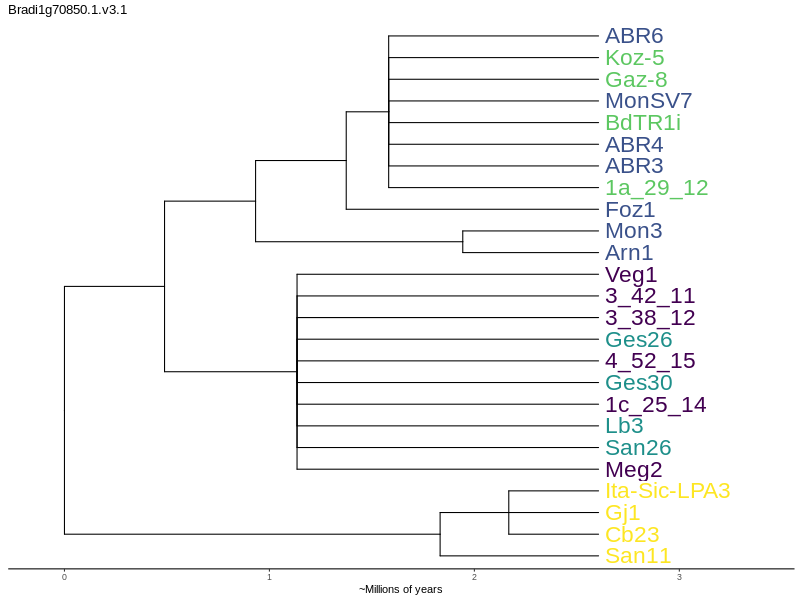 Bradi1g70850.1.v3.1
ABR6
Koz-5
Gaz-8
MonSV7
BdTR1i
ABR4
ABR3
1a_29_12
Foz1
Mon3
Arn1
Veg1
3_42_11
3_38_12
Ges26
4_52_15
Ges30
1c_25_14
Lb3
San26
Meg2
Ita-Sic-LPA3
Gj1
Cb23
San11
0 1 2 3
~Millions of years